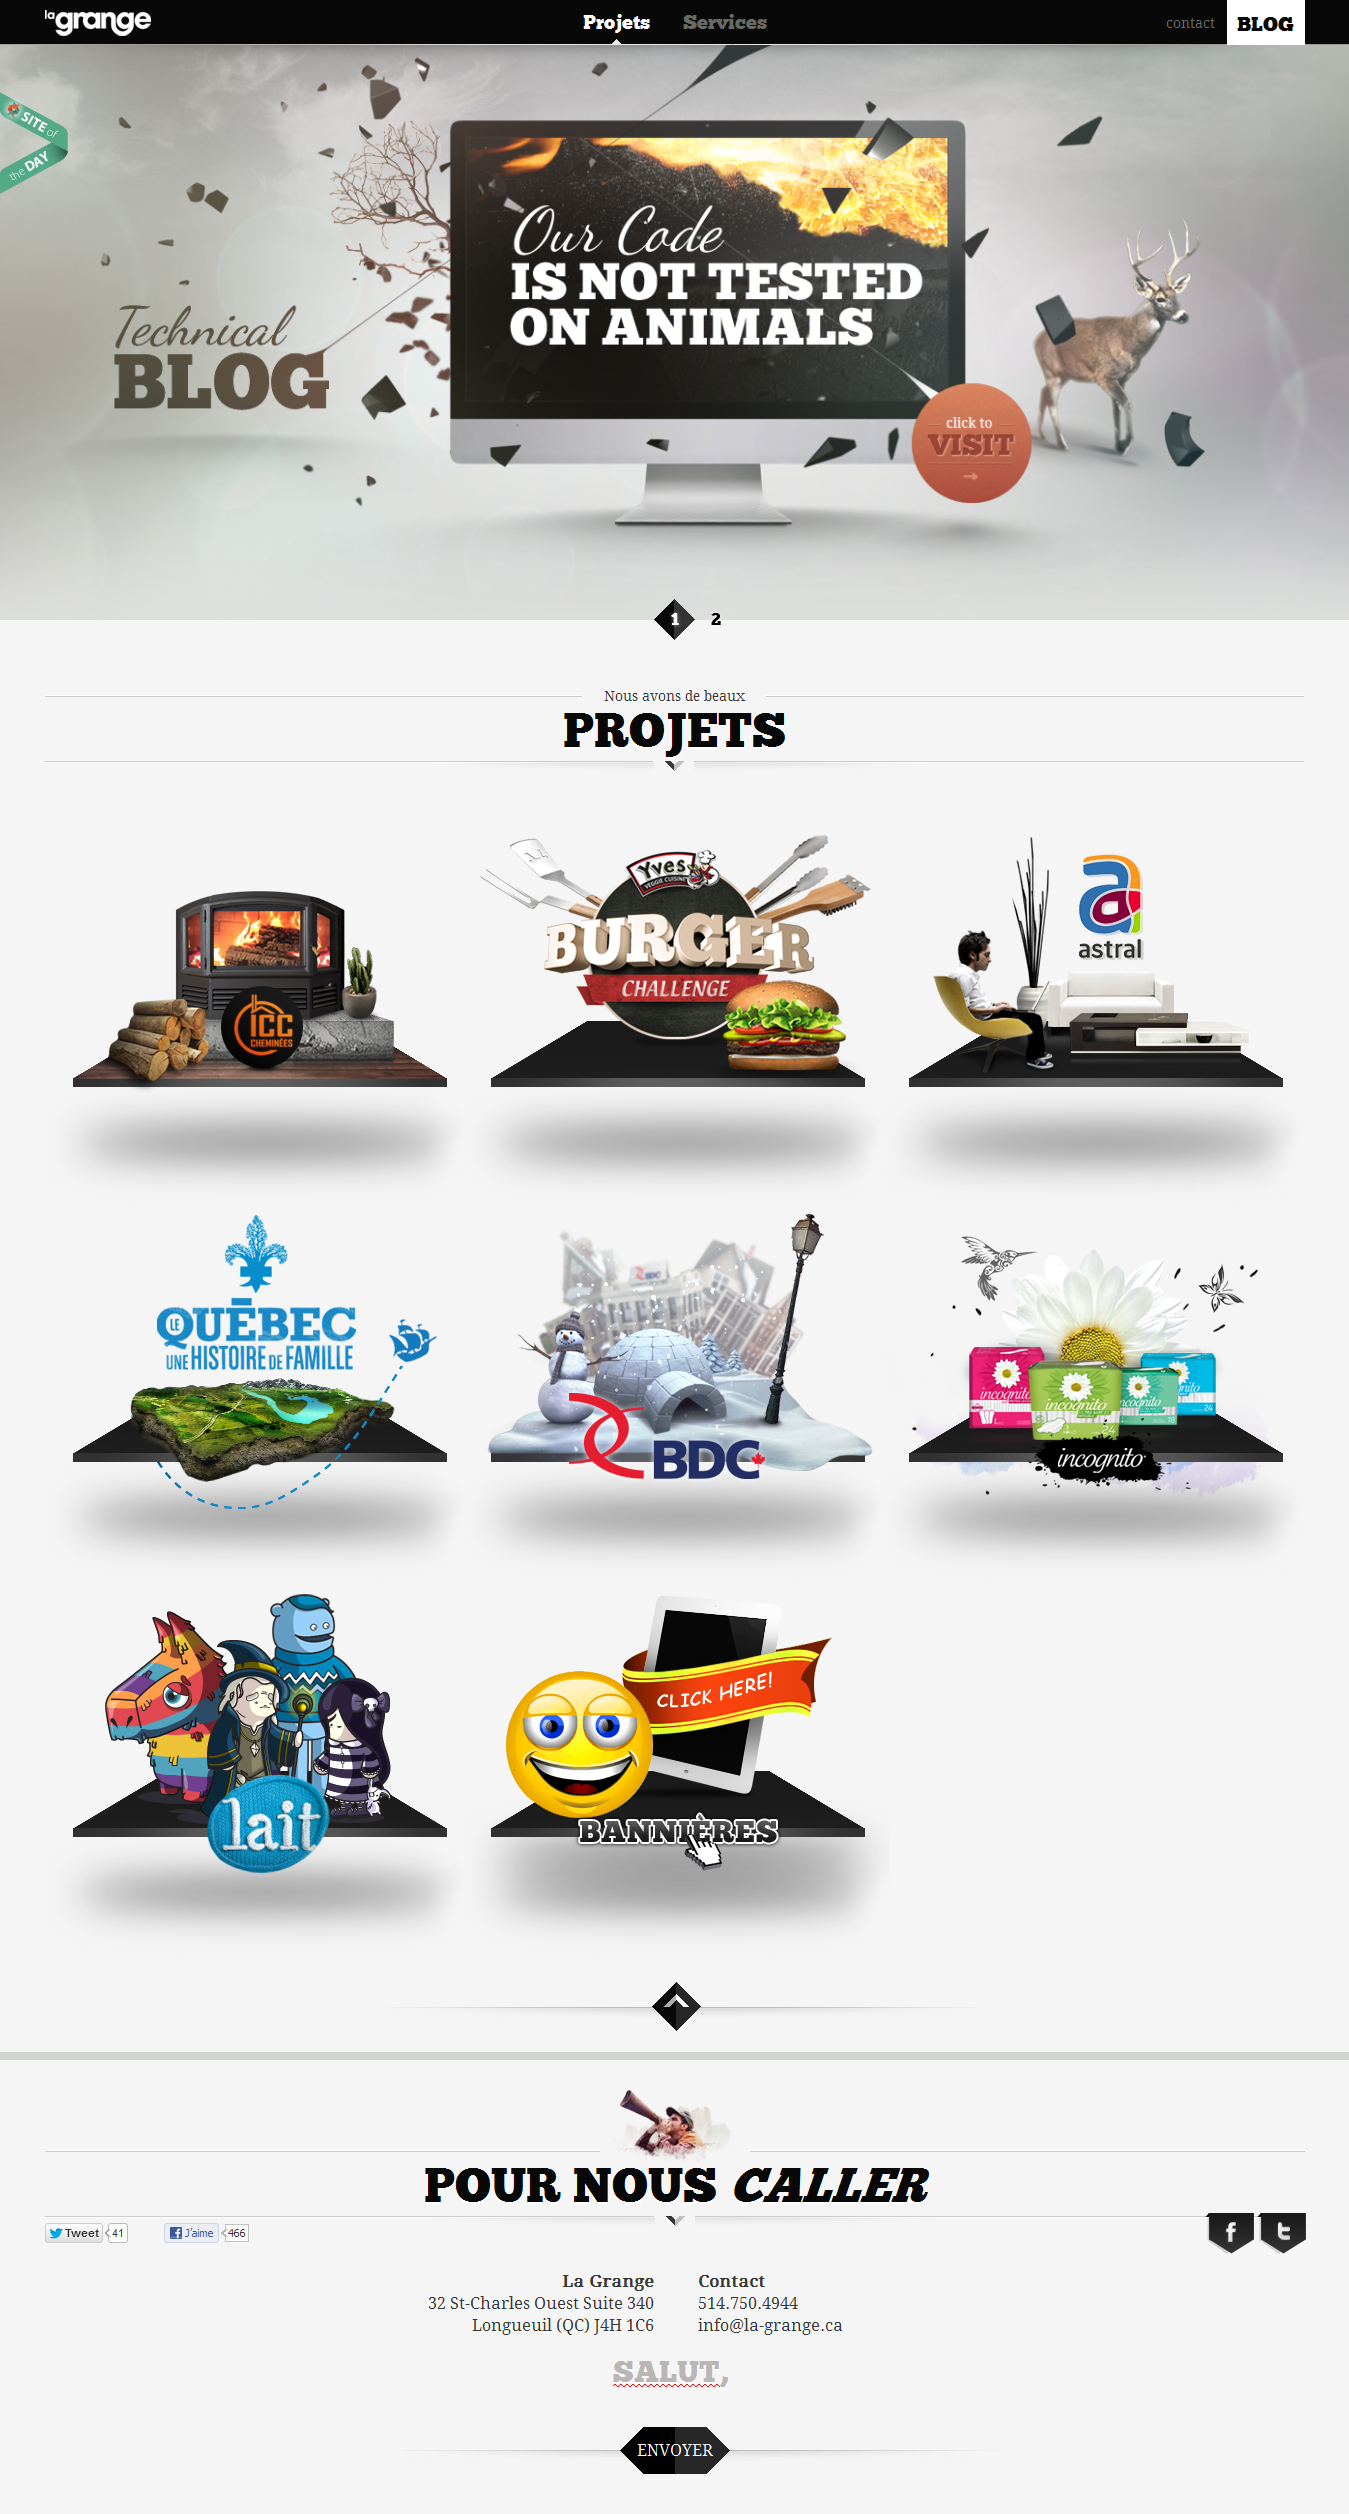 la grange
Projets
Services
contact
BLOG
SITE of
the DAY
Our Code
IS NOT TESTED
ON ANIMALS
Technical
BLOG
click to
VISIT
1
2
Nous avons de beaux
PROJETS
ICC
CHEMINÉES
Yves
VEGGIE CUISINE
BURGER
CHALLENGE
astral
LE
QUÉBEC
UNE HISTOIRE DE FAMILLE
BDC
BDC
incognito
incognito
incognito
24
18
24
incognito
lait
CLICK HERE!
BANNIÈRES
POUR NOUS CALLER
Tweet
41
J'aime
466
f
t
La Grange
32 St-Charles Ouest Suite 340
Longueuil (QC) J4H 1C6
Contact
514.750.4944
info@la-grange.ca
SALUT,
ENVOYER